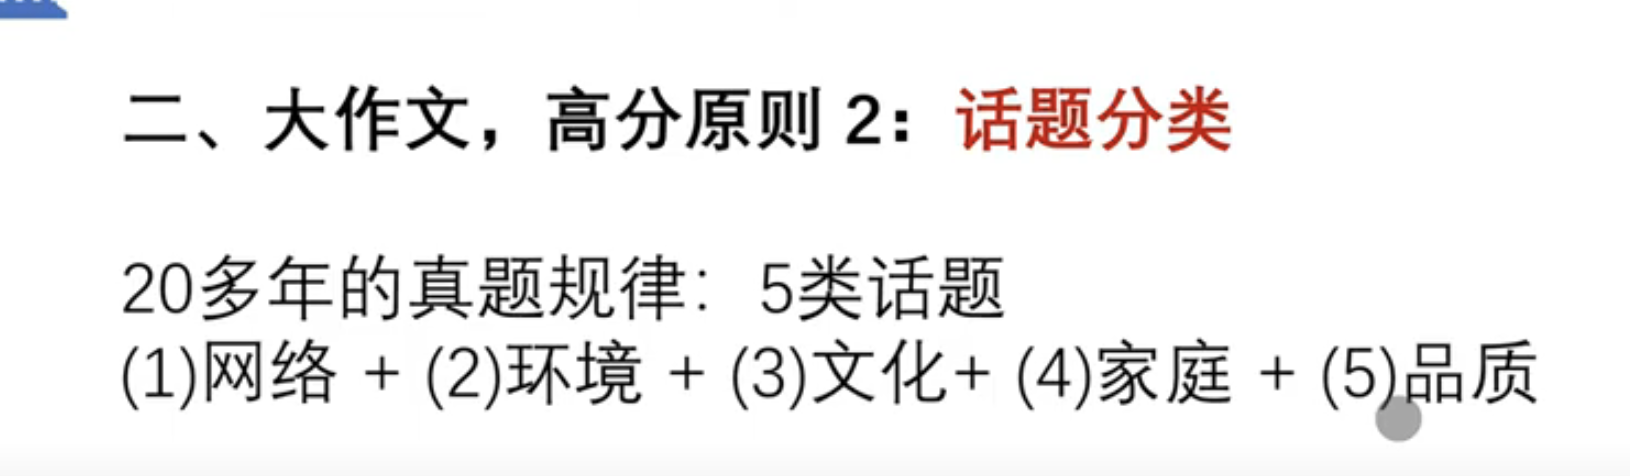 二、大作文，高分原则 2：话题分类
20多年的真题规律：5类话题
(1)网络 + (2)环境 + (3)文化+ (4)家庭 + (5)品质